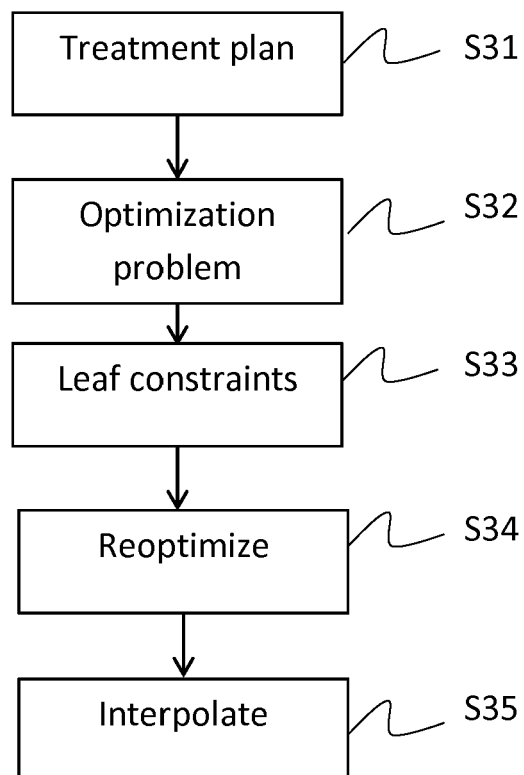 Treatment plan
S31
Optimization
problem
S32
Leaf constraints
S33
Reoptimize
S34
Interpolate
S35